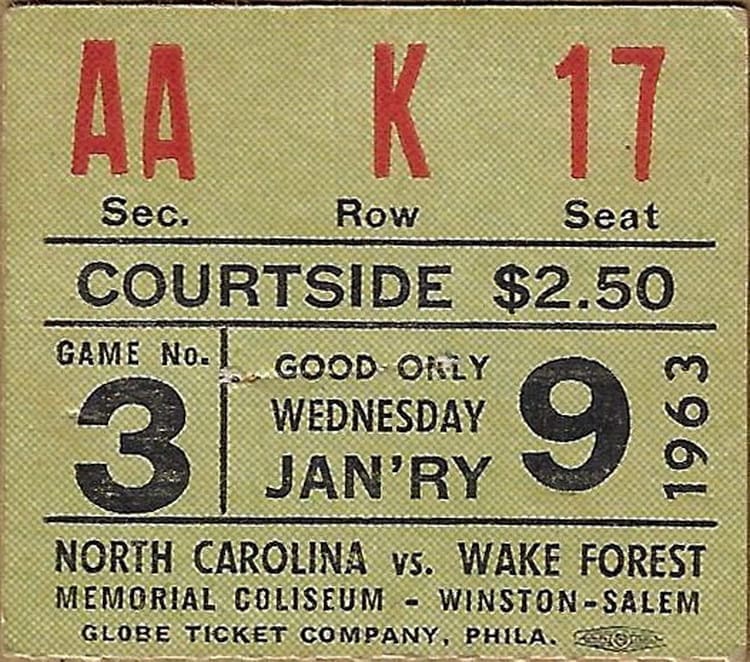 AA K 17
Sec. Row Seat
COURTSIDE $2.50
GAME No.
3
GOOD ONLY
WEDNESDAY
JAN'RY
9
1963
NORTH CAROLINA vs. WAKE FOREST
MEMORIAL COLISEUM - WINSTON-SALEM
GLOBE TICKET COMPANY, PHILA.